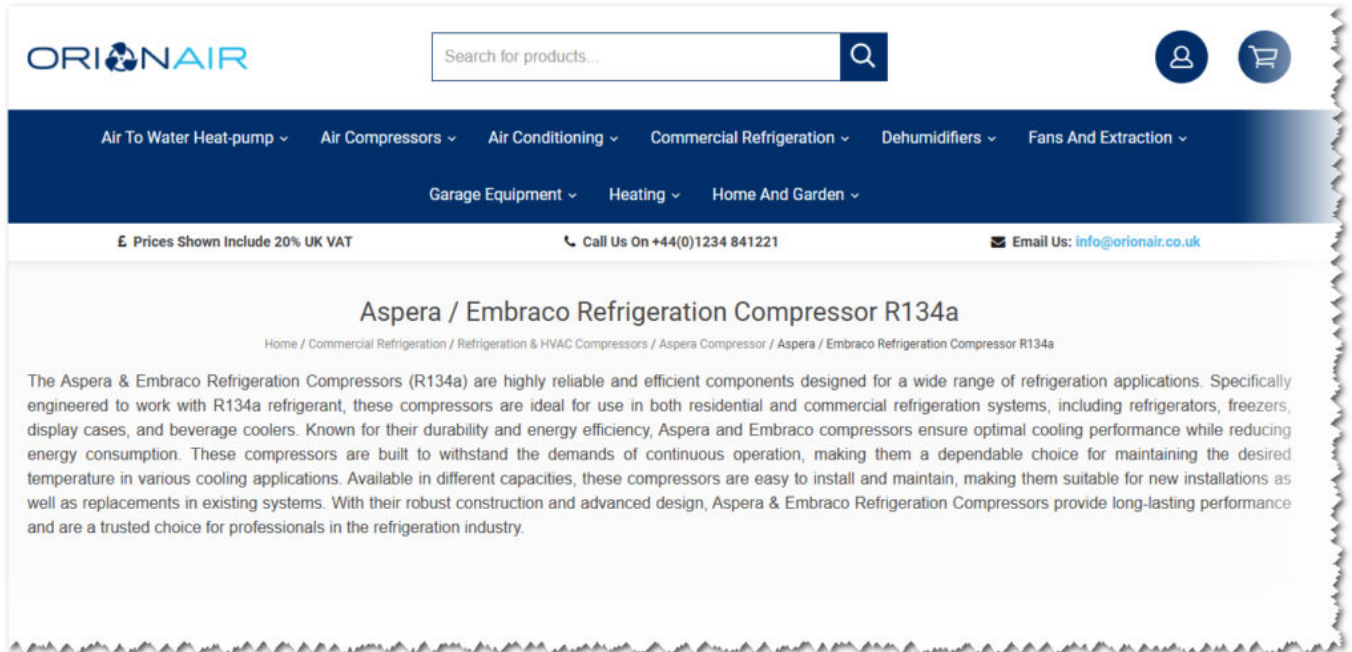 ORIONAIR
Search for products...
Air To Water Heat-pump Air Compressors Air Conditioning Commercial Refrigeration Dehumidifiers Fans And Extraction
Garage Equipment Heating Home And Garden
£ Prices Shown Include 20% UK VAT Call Us On +44(0)1234 841221 Email Us: info@orionair.co.uk
Aspera / Embraco Refrigeration Compressor R134a
Home / Commercial Refrigeration / Refrigeration & HVAC Compressors / Aspera Compressor / Aspera / Embraco Refrigeration Compressor R134a
The Aspera & Embraco Refrigeration Compressors (R134a) are highly reliable and efficient components designed for a wide range of refrigeration applications. Specifically
engineered to work with R134a refrigerant, these compressors are ideal for use in both residential and commercial refrigeration systems, including refrigerators, freezers,
display cases, and beverage coolers. Known for their durability and energy efficiency, Aspera and Embraco compressors ensure optimal cooling performance while reducing
energy consumption. These compressors are built to withstand the demands of continuous operation, making them a dependable choice for maintaining the desired
temperature in various cooling applications. Available in different capacities, these compressors are easy to install and maintain, making them suitable for new installations as
well as replacements in existing systems. With their robust construction and advanced design, Aspera & Embraco Refrigeration Compressors provide long-lasting performance
and are a trusted choice for professionals in the refrigeration industry.